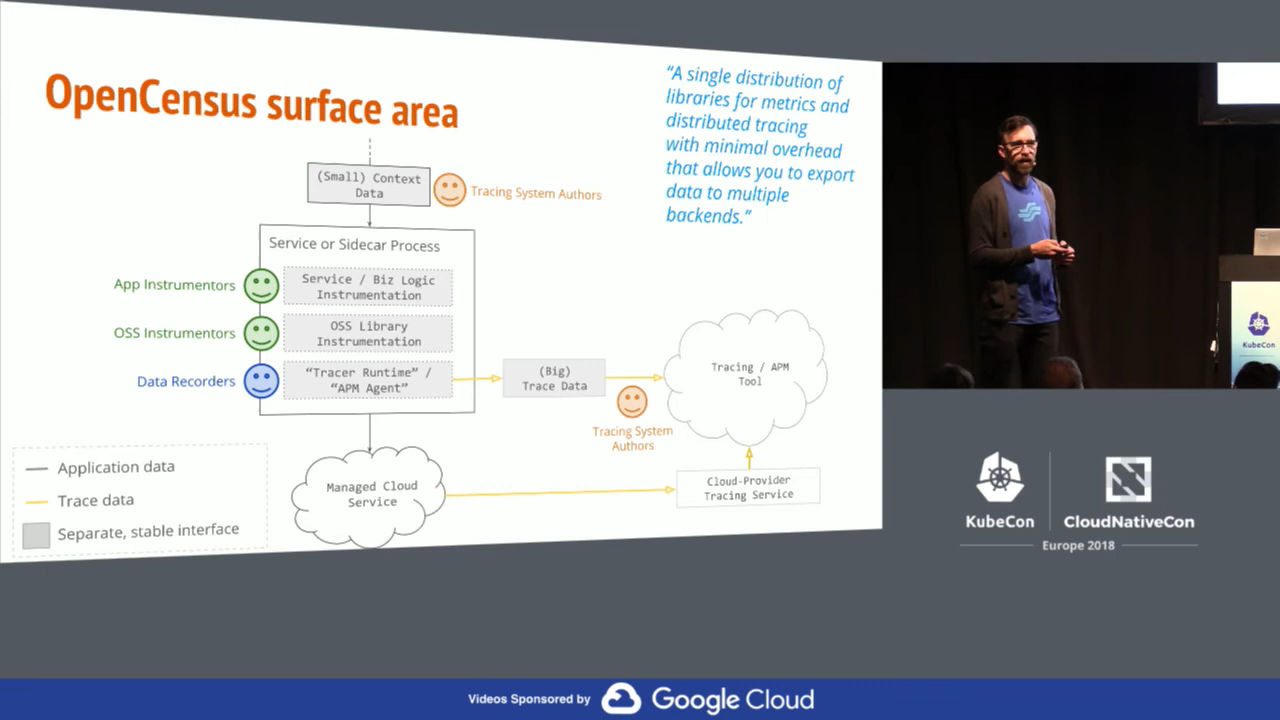 OpenCensus surface area
“A single distribution of
libraries for metrics and
distributed tracing
with minimal overhead
that allows you to export
data to multiple
backends.”
(Small) Context
Data
Tracing System Authors
Service or Sidecar Process
App Instrumentors
Service / Biz Logic
Instrumentation
OSS Instrumentors
OSS Library
Instrumentation
Data Recorders
“Tracer Runtime” /
“APM Agent”
(Big)
Trace Data
Tracing / APM
Tool
Tracing System
Authors
Managed Cloud
Service
Cloud-Provider
Tracing Service
Application data
Trace data
Separate, stable interface
KubeCon
KubeCon
CloudNativeCon
Europe 2018
Videos Sponsored by
Google Cloud